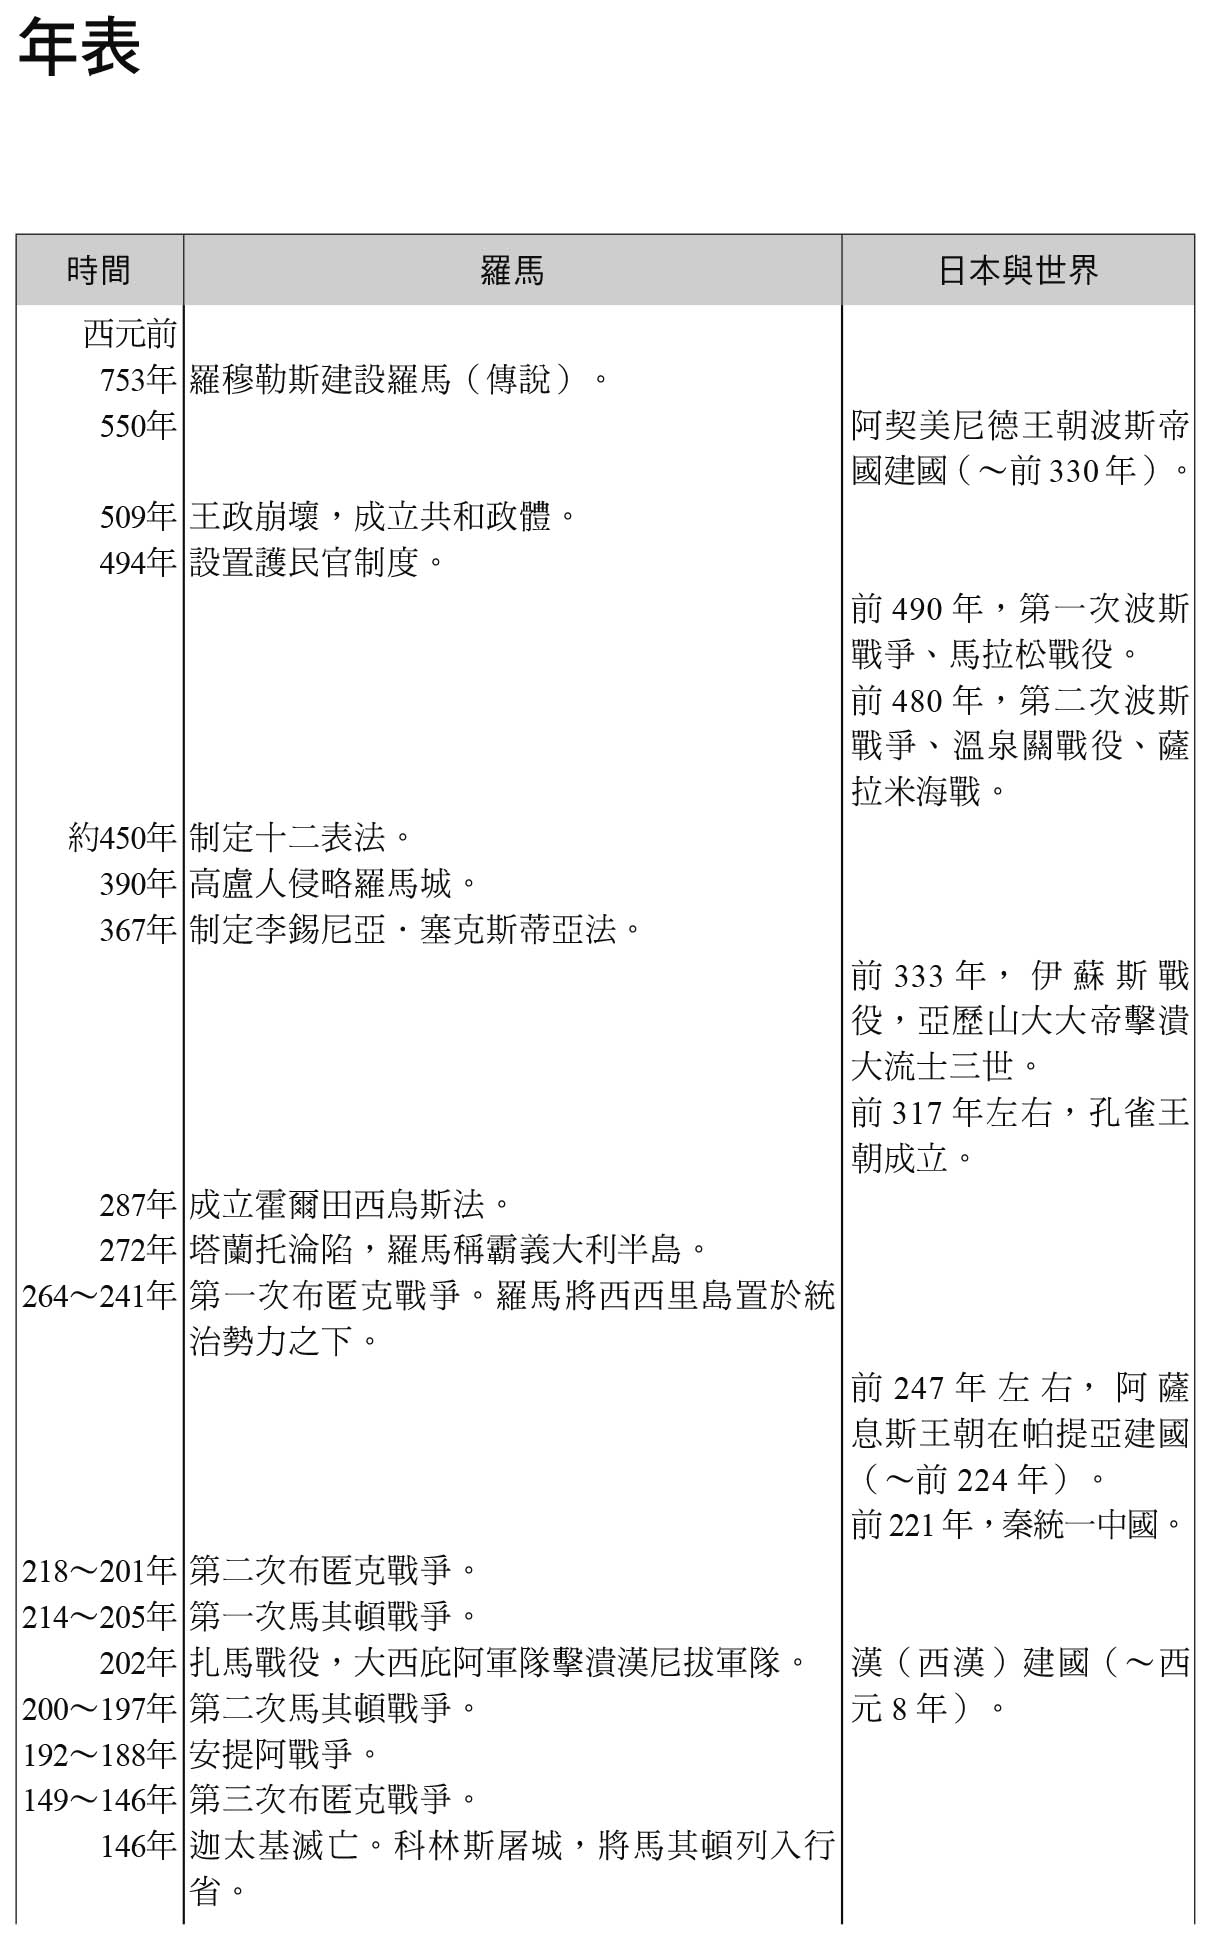 年表
時間 羅馬 日本與世界
西元前
753年 羅穆勒斯建設羅馬（傳說）。
550年 阿契美尼德王朝波斯帝
國建國（～前330年）。
509年 王政崩壞，成立共和政體。
494年 設置護民官制度。
前 490 年，第一次波斯
戰爭、馬拉松戰役。
前 480 年，第二次波斯
戰爭、溫泉關戰役、薩
拉米海戰。
約450年 制定十二表法。
390年 高盧人侵略羅馬城。
367年 制定李錫尼亞．塞克斯蒂亞法。
前 333 年，伊蘇斯戰
役，亞歷山大大帝擊潰
大流士三世。
前 317 年左右，孔雀王
朝成立。
287年 成立霍爾田西烏斯法。
272年 塔蘭托淪陷，羅馬稱霸義大利半島。
264～241年 第一次布匿克戰爭。羅馬將西西里島置於統
治勢力之下。
前 247 年左右，阿薩
息斯王朝在帕提亞建國
（～前 224 年）。
前221年，秦統一中國。
218～201年 第二次布匿克戰爭。
214～205年 第一次馬其頓戰爭。
202年 扎馬戰役，大西庇阿軍隊擊潰漢尼拔軍隊。 漢（西漢）建國（～西
200～197年 第二次馬其頓戰爭。 元 8 年）。
192～188年 安提阿戰爭。
149～146年 第三次布匿克戰爭。
146年 迦太基滅亡。科林斯屠城，將馬其頓列入行
省。